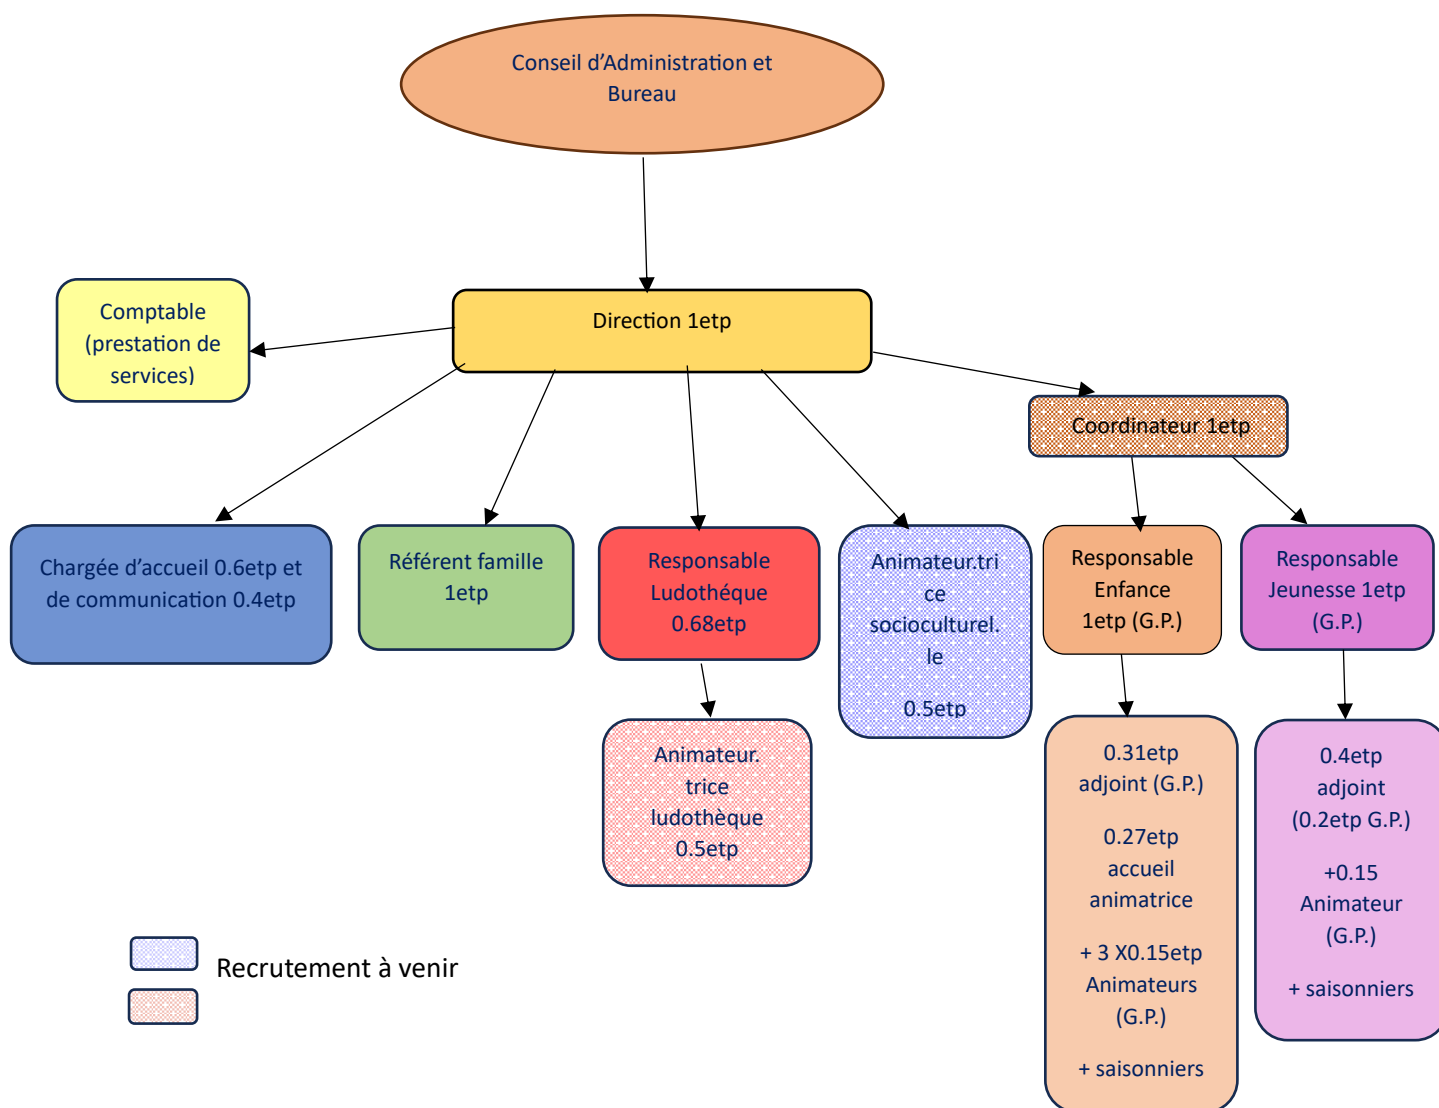 Conseil d’Administration et
Bureau
Comptable
(prestation de
services)
Direction 1etp
Coordinateur 1etp
Chargée d’accueil 0.6etp et
de communication 0.4etp
Référent famille
1etp
Responsable
Ludothéque
0.68etp
Animateur.tri
ce
socioculturel.
le
0.5etp
Responsable
Enfance
1etp (G.P.)
Responsable
Jeunesse 1etp
(G.P.)
Animateur.
trice
ludothèque
0.5etp
0.31etp
adjoint (G.P.)
0.27etp
accueil
animatrice
+ 3 X0.15etp
Animateurs
(G.P.)
+ saisonniers
0.4etp
adjoint
(0.2etp G.P.)
+0.15
Animateur
(G.P.)
+ saisonniers
Recrutement à venir